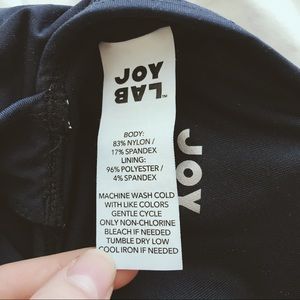 JOY
LAB™
BODY:
83% NYLON /
17% SPANDEX
LINING:
96% POLYESTER /
4% SPANDEX
MACHINE WASH COLD
WITH LIKE COLORS
GENTLE CYCLE
ONLY NON-CHLORINE
BLEACH IF NEEDED
TUMBLE DRY LOW
COOL IRON IF NEEDED
JOY